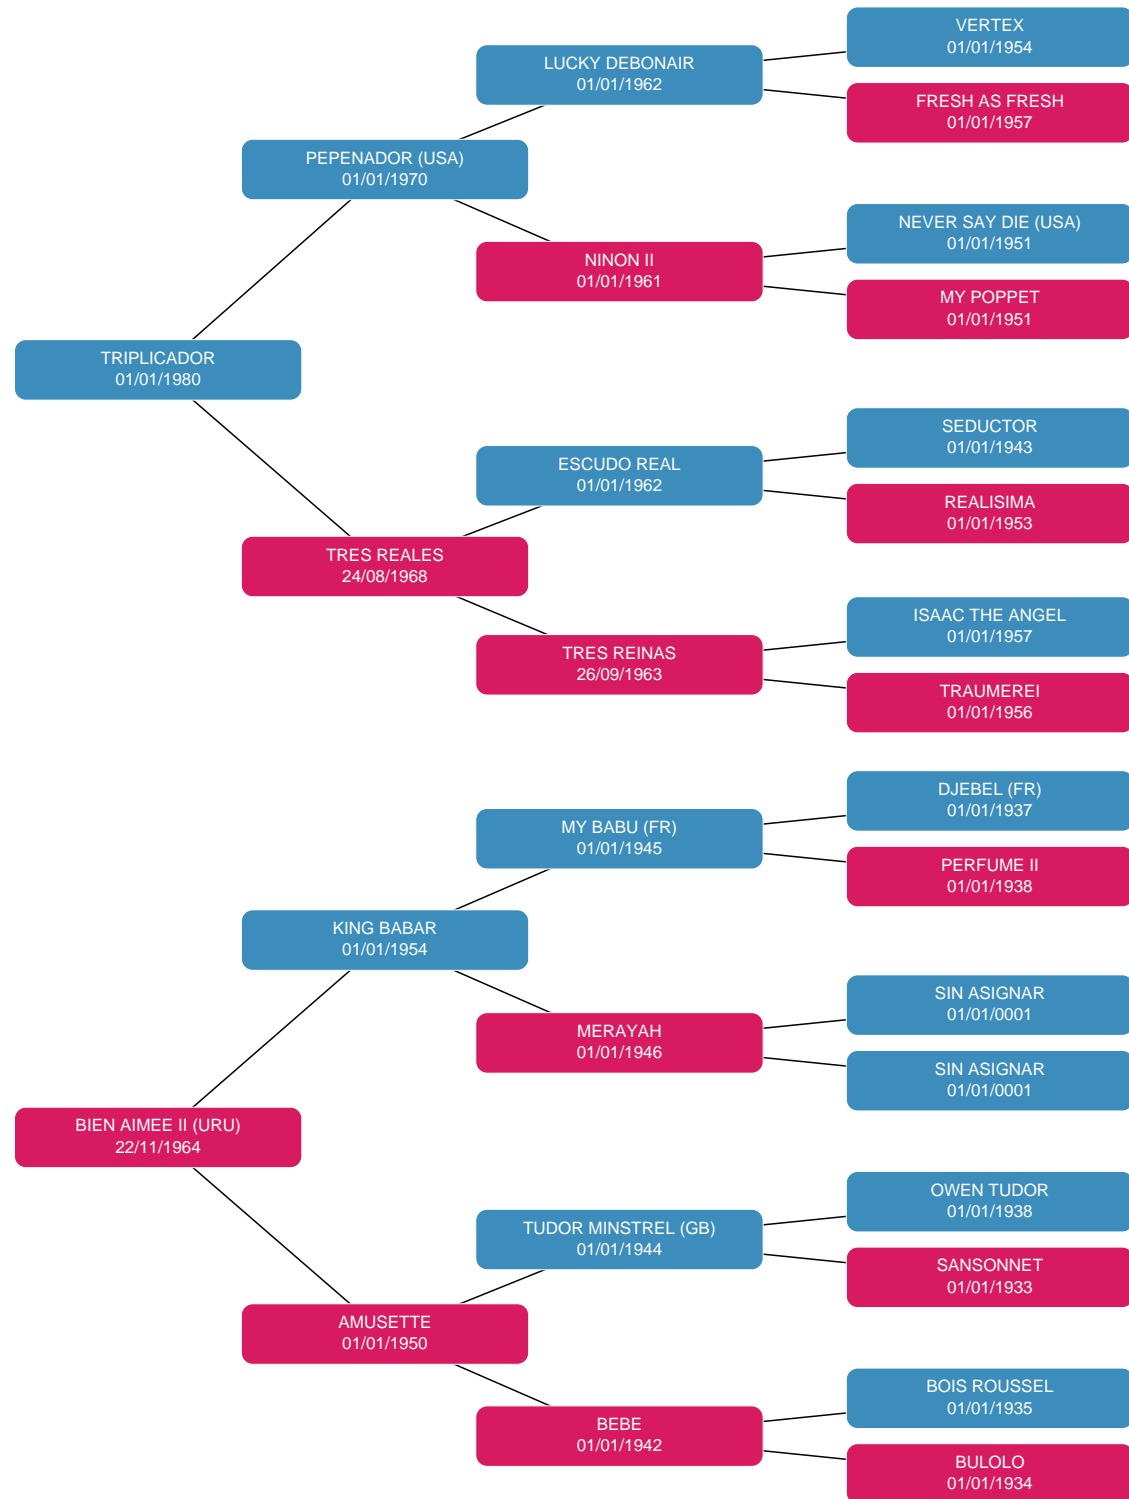 VERTEX
01/01/1954
LUCKY DEBONAIR
01/01/1962
FRESH AS FRESH
01/01/1957
PEPENADOR (USA)
01/01/1970
NEVER SAY DIE (USA)
01/01/1951
NINON II
01/01/1961
MY POPPET
01/01/1951
TRIPLICADOR
01/01/1980
SEDUCTOR
01/01/1943
ESCUDO REAL
01/01/1962
REALISIMA
01/01/1953
TRES REALES
24/08/1968
ISAAC THE ANGEL
01/01/1957
TRES REINAS
26/09/1963
TRAUMEREI
01/01/1956
DJEBEL (FR)
01/01/1937
MY BABU (FR)
01/01/1945
PERFUME II
01/01/1938
KING BABAR
01/01/1954
SIN ASIGNAR
01/01/0001
MERAYAH
01/01/1946
SIN ASIGNAR
01/01/0001
BIEN AIMEE II (URU)
22/11/1964
OWEN TUDOR
01/01/1938
TUDOR MINSTREL (GB)
01/01/1944
SANSONNET
01/01/1933
AMUSETTE
01/01/1950
BOIS ROUSSEL
01/01/1935
BEBE
01/01/1942
BULOLO
01/01/1934